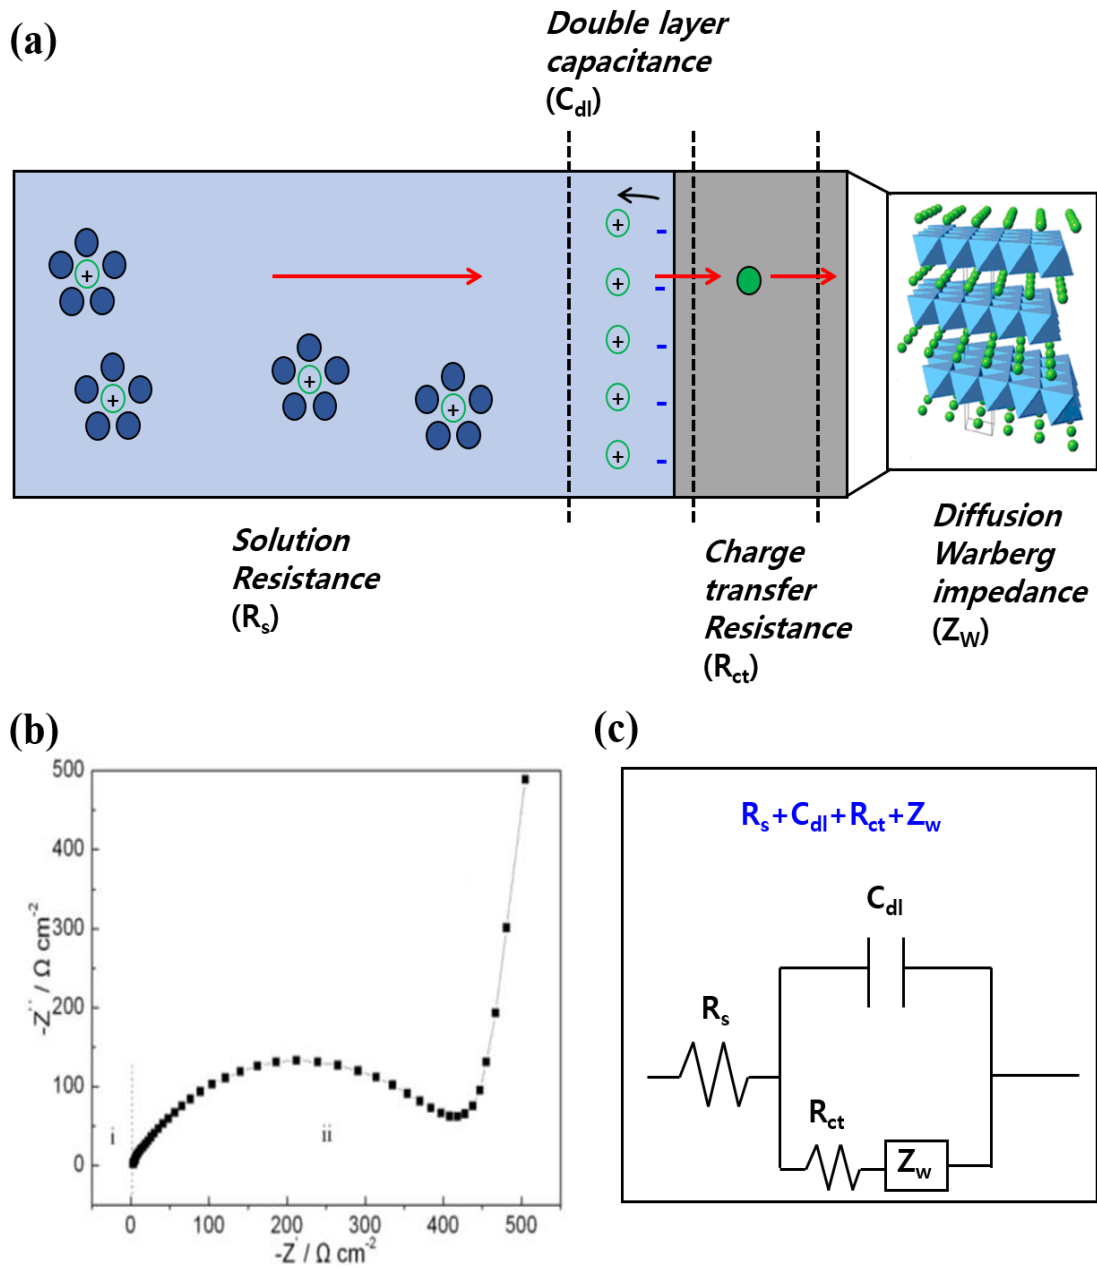 (a)
Double layer
capacitance
(Cdl)
+
+
+
+
+
+
+
+
+
-
-
-
-
-
Solution
Resistance
(Rs)
Charge
transfer
Resistance
(Rct)
Diffusion
Warberg
impedance
(ZW)
(b)
500
400
300
200
100
0
-Z'' / Ω cm-2
i
ii
0 100 200 300 400 500
-Z' / Ω cm-2
(c)
Rs+Cdl+Rct+Zw
Cdl
Rs
Rct
Zw